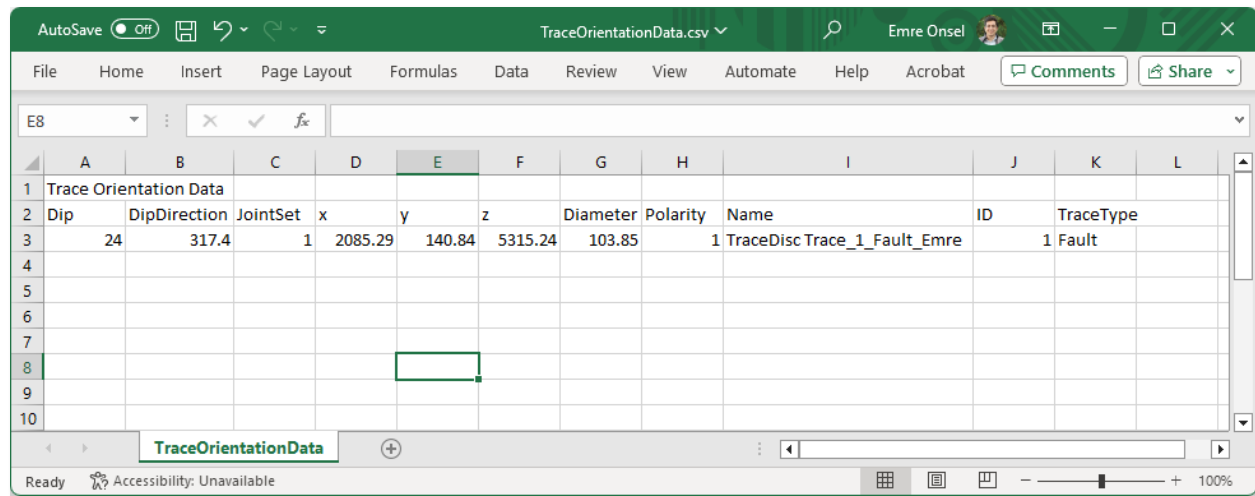 AutoSave Off TraceOrientationData.csv Emre Onsel
File Home Insert Page Layout Formulas Data Review View Automate Help Acrobat Comments Share
E8 fx
A B C D E F G H I J K L
1 Trace Orientation Data
2 Dip DipDirection JointSet x y z Diameter Polarity Name ID TraceType
3 24 317.4 1 2085.29 140.84 5315.24 103.85 1 TraceDisc Trace_1_Fault_Emre 1 Fault
4
5
6
7
8
9
10
TraceOrientationData
Ready Accessibility: Unavailable 100%